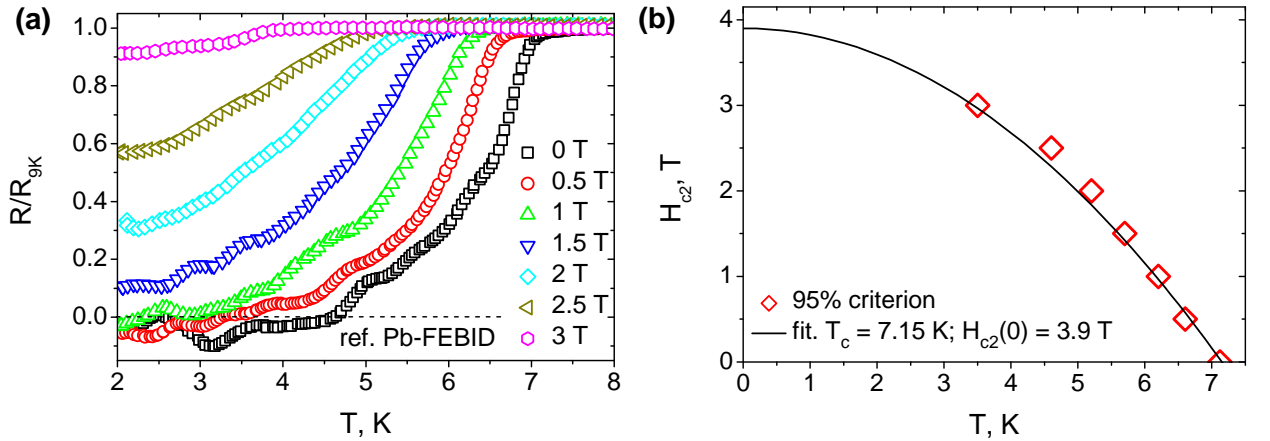 (a)
R/R9K
1.0
0.8
0.6
0.4
0.2
0.0
0 T
0.5 T
1 T
1.5 T
2 T
2.5 T
3 T
ref. Pb-FEBID
2 3 4 5 6 7 8
T, K
(b)
Hc2, T
4
3
2
1
0
95% criterion
fit. Tc = 7.15 K; Hc2(0) = 3.9 T
0 1 2 3 4 5 6 7
T, K